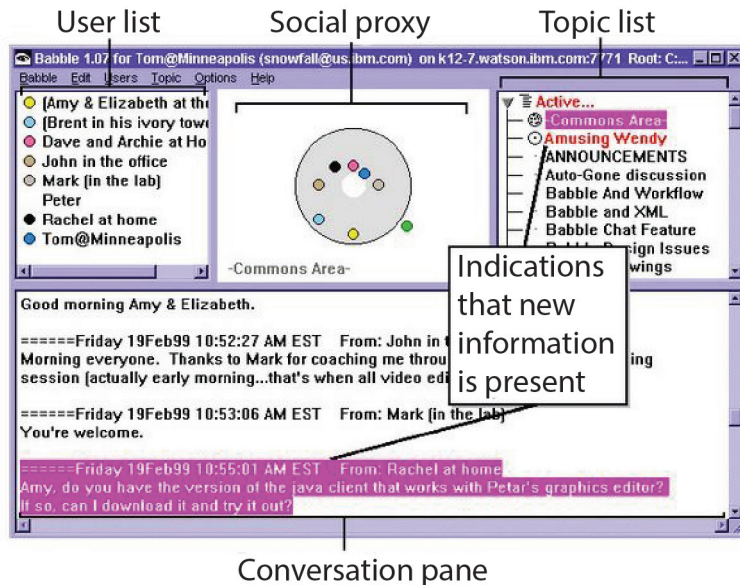 User list
Social proxy
Topic list
Babble 1.07 for Tom@Minneapolis (snowfall@us.ibm.com) on k12-7.watson.ibm.com:7771 Root: C:...
Babble Edit Users Topic Options Help
(Amy & Elizabeth at the
(Brent in his ivory towe
Dave and Archie at Ho
John in the office
Mark (in the lab)
Peter
Rachel at home
Tom@Minneapolis
-Commons Area-
Active...
-Commons Area-
Amusing Wendy
ANNOUNCEMENTS
Auto-Gone discussion
Babble And Workflow
Babble and XML
Babble Chat Feature
sign Issues
wings
Indications
that new
information
is present
Good morning Amy & Elizabeth.
======Friday 19Feb99 10:52:27 AM EST From: John in t
Morning everyone. Thanks to Mark for coaching me throu
ing
session (actually early morning...that's when all video edi
======Friday 19Feb99 10:53:06 AM EST From: Mark (in the lab)
You're welcome.
======Friday 19Feb99 10:55:01 AM EST From: Rachel at home
Amy, do you have the version of the java client that works with Petar's graphics editor?
If so, can I download it and try it out?
Conversation pane